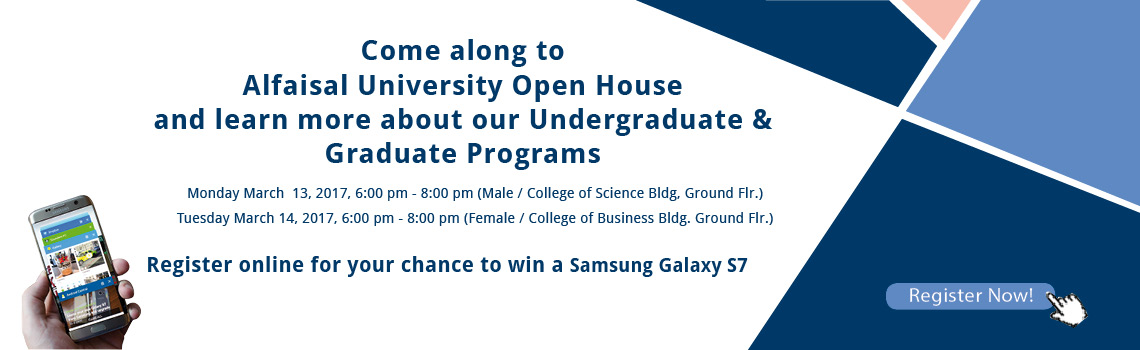 Come along to
Alfaisal University Open House
and learn more about our Undergraduate &
Graduate Programs
Monday March 13, 2017, 6:00 pm - 8:00 pm (Male / College of Science Bldg, Ground Flr.)
Tuesday March 14, 2017, 6:00 pm - 8:00 pm (Female / College of Business Bldg. Ground Flr.)
Register online for your chance to win a Samsung Galaxy S7
Register Now!